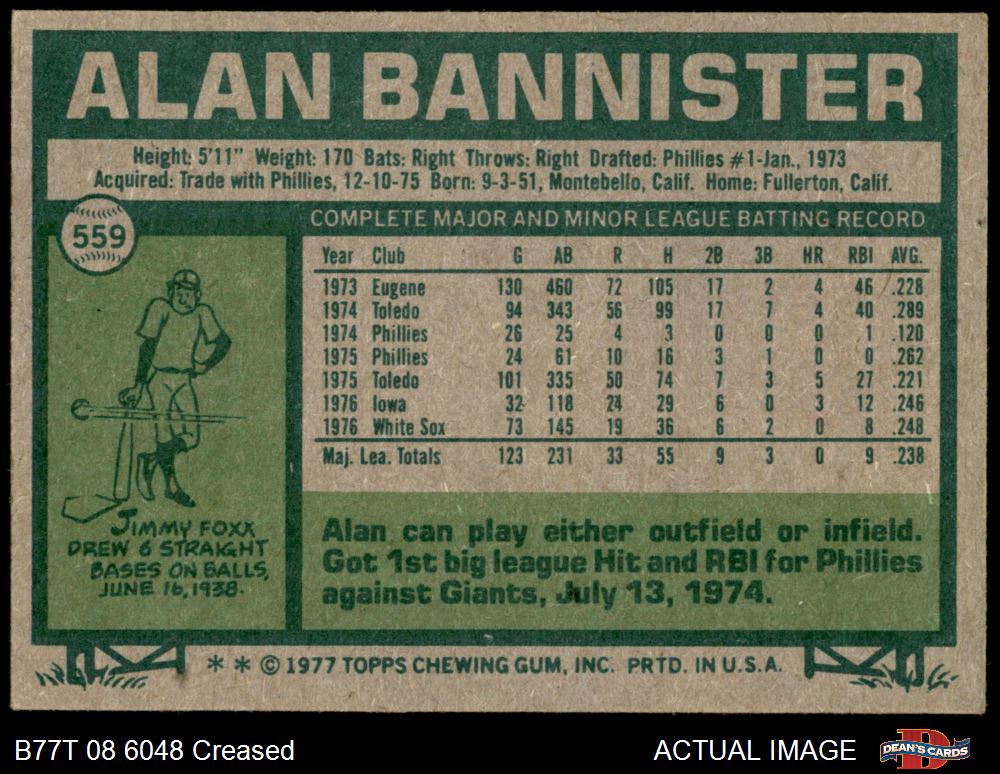 ALAN BANNISTER
Height: 5'11" Weight: 170 Bats: Right Throws: Right Drafted: Phillies #1-Jan., 1973
Acquired: Trade with Phillies, 12-10-75 Born: 9-3-51, Montebello, Calif. Home: Fullerton, Calif.
559
COMPLETE MAJOR AND MINOR LEAGUE BATTING RECORD
Year Club G AB R H 2B 3B HR RBI AVG.
1973 Eugene 130 460 72 105 17 2 4 46 .228
1974 Toledo 94 343 56 99 17 7 4 40 .289
1974 Phillies 26 25 4 3 0 0 0 1 .120
1975 Phillies 24 61 10 16 3 1 0 0 .262
1975 Toledo 101 335 50 74 7 3 5 27 .221
1976 Iowa 32 118 24 29 6 0 3 12 .246
1976 White Sox 73 145 19 36 6 2 0 8 .248
Maj. Lea. Totals 123 231 33 55 9 3 0 9 .238
JIMMY FOXX
DREW 6 STRAIGHT
BASES ON BALLS,
JUNE 16, 1938.
Alan can play either outfield or infield.
Got 1st big league Hit and RBI for Phillies
against Giants, July 13, 1974.
* * © 1977 TOPPS CHEWING GUM, INC. PRTD. IN U.S.A.
B77T 08 6048 Creased
ACTUAL IMAGE
D
DEAN'S CARDS